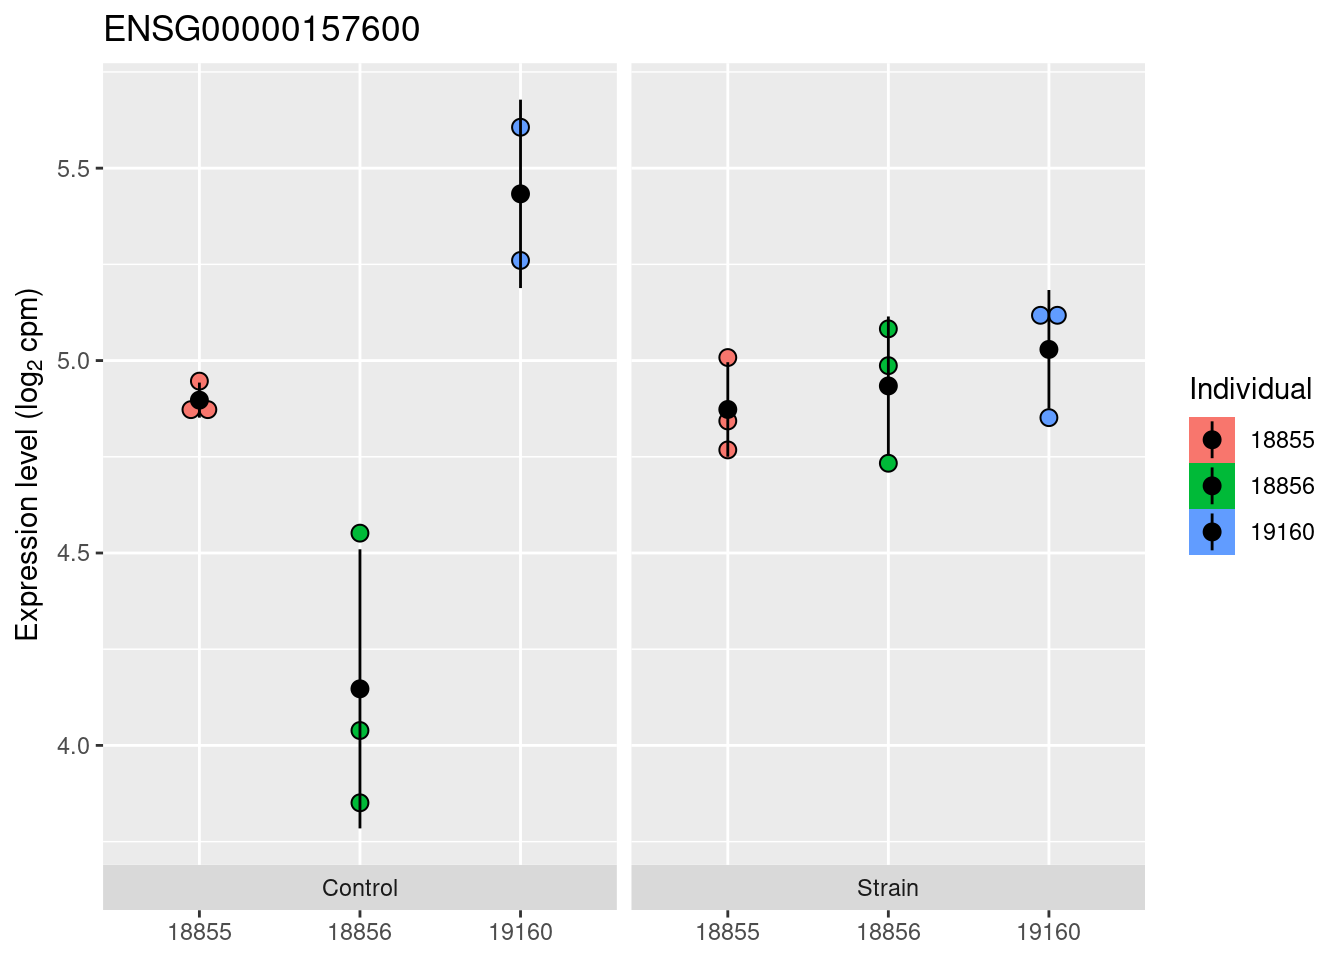 ENSG00000157600
Expression level (log₂ cpm)
5.5
5.0
4.5
4.0
Control
Strain
18855
18856
19160
18855
18856
19160
Individual
18855
18856
19160